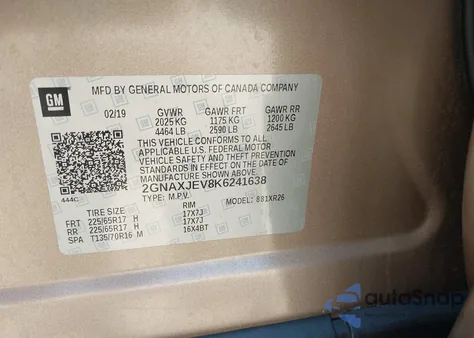 GM
MFD BY GENERAL MOTORS OF CANADA COMPANY
02/19 GVWR GAWR FRT GAWR RR
2025 KG 1175 KG 1200 KG
4464 LB 2590 LB 2645 LB
THIS VEHICLE CONFORMS TO ALL
APPLICABLE U.S. FEDERAL MOTOR
VEHICLE SAFETY, BUMPER, AND THEFT
PREVENTION STANDARDS IN EFFECT ON THE
DATE OF MANUFACTURE SHOWN ABOVE.
2GNAXJEV8K6241638
444C TYPE: M.P.V. MODEL: 881XR26
TIRE SIZE RIM
FRT 225/65R17 H 17X7J
RR 225/65R17 H 17X7J
SPA T135/70R16 M 16X4BT
autoSnap